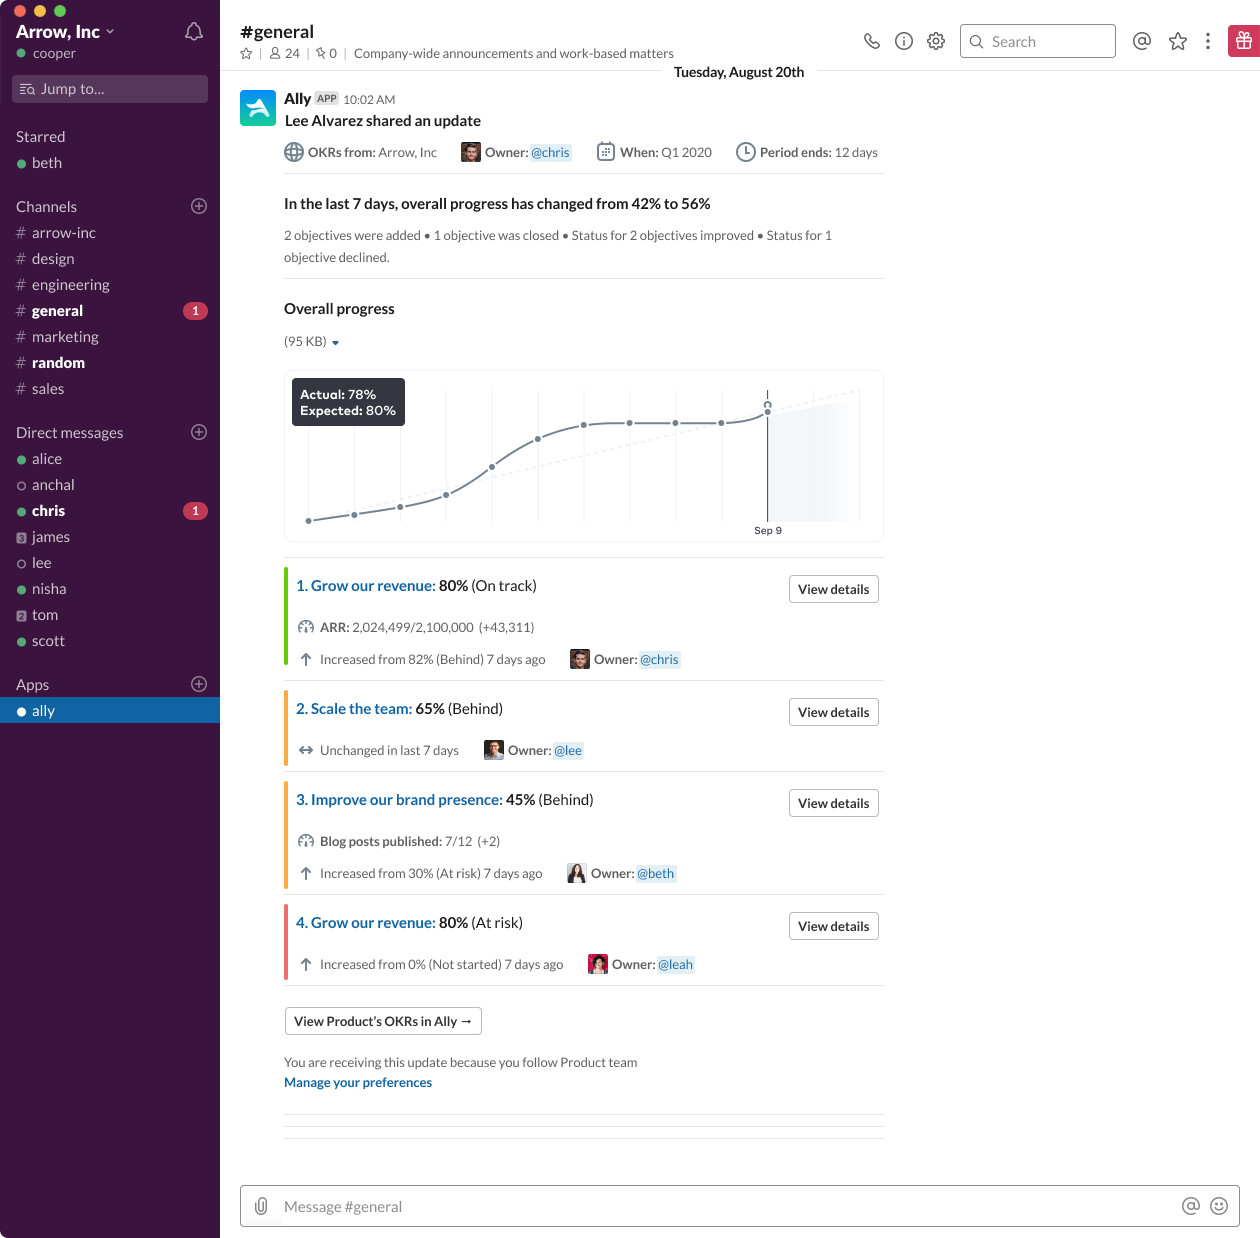 Arrow, Inc
cooper
Jump to...
Starred
beth
Channels
# arrow-inc
# design
# engineering
# general 1
# marketing
# random
# sales
Direct messages
alice
anchal
chris 1
3 james
lee
nisha
2 tom
scott
Apps
ally
#general
24 | 0 | Company-wide announcements and work-based matters
Search
Tuesday, August 20th
Ally APP 10:02 AM
Lee Alvarez shared an update
OKRs from: Arrow, Inc Owner: @chris When: Q1 2020 Period ends: 12 days
In the last 7 days, overall progress has changed from 42% to 56%
2 objectives were added • 1 objective was closed • Status for 2 objectives improved • Status for 1
objective declined.
Overall progress
(95 KB)
Actual: 78%
Expected: 80%
Sep 9
1. Grow our revenue: 80% (On track) View details
ARR: 2,024,499/2,100,000 (+43,311)
Increased from 82% (Behind) 7 days ago Owner: @chris
2. Scale the team: 65% (Behind) View details
Unchanged in last 7 days Owner: @lee
3. Improve our brand presence: 45% (Behind) View details
Blog posts published: 7/12 (+2)
Increased from 30% (At risk) 7 days ago Owner: @beth
4. Grow our revenue: 80% (At risk) View details
Increased from 0% (Not started) 7 days ago Owner: @leah
View Product's OKRs in Ally →
You are receiving this update because you follow Product team
Manage your preferences
Message #general